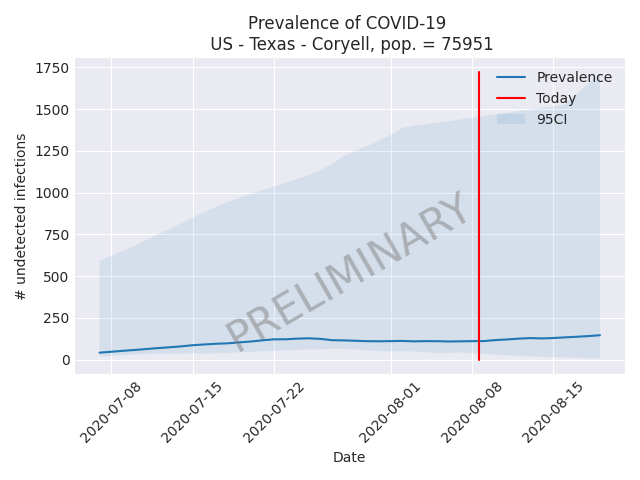 Prevalence of COVID-19
US - Texas - Coryell, pop. = 75951
1750
1500
1250
1000
750
500
250
0
# undetected infections
Prevalence
Today
95CI
PRELIMINARY
2020-07-08
2020-07-15
2020-07-22
2020-08-01
2020-08-08
2020-08-15
Date